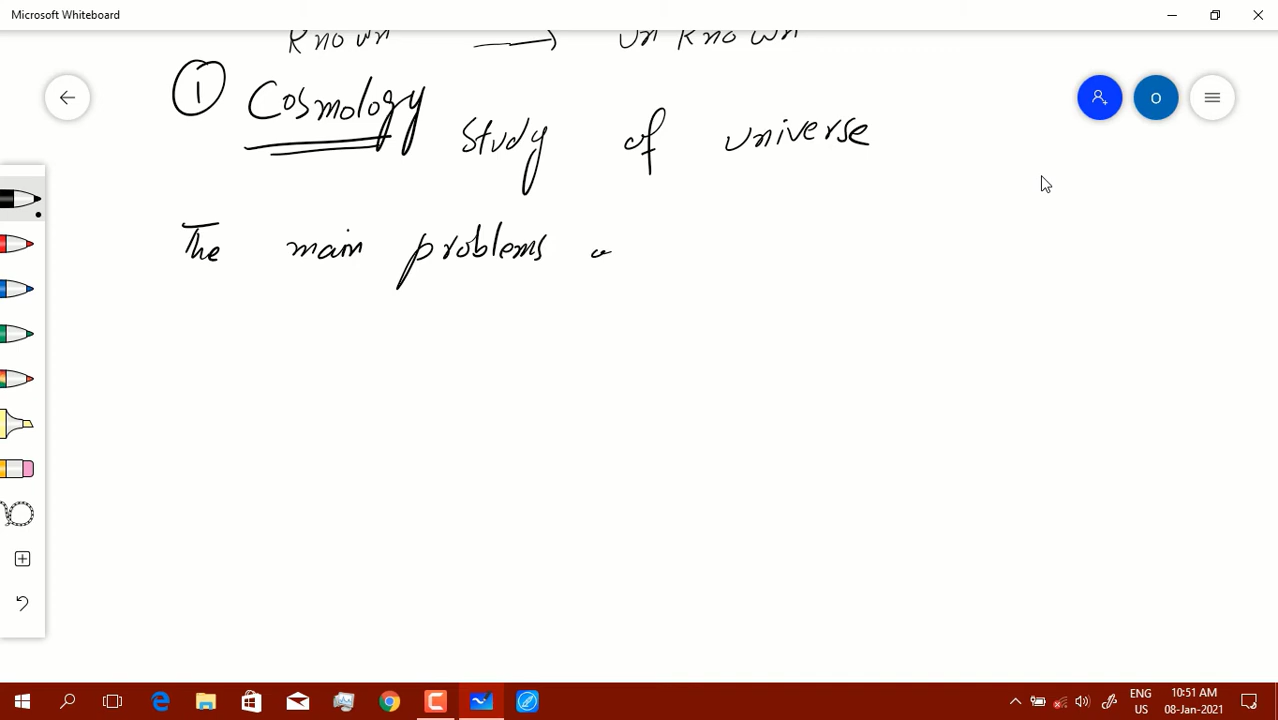 Microsoft Whiteboard
Known → unknown
① Cosmology study of universe
The main problems
O
ENG 10:51 AM
US 08-Jan-2021